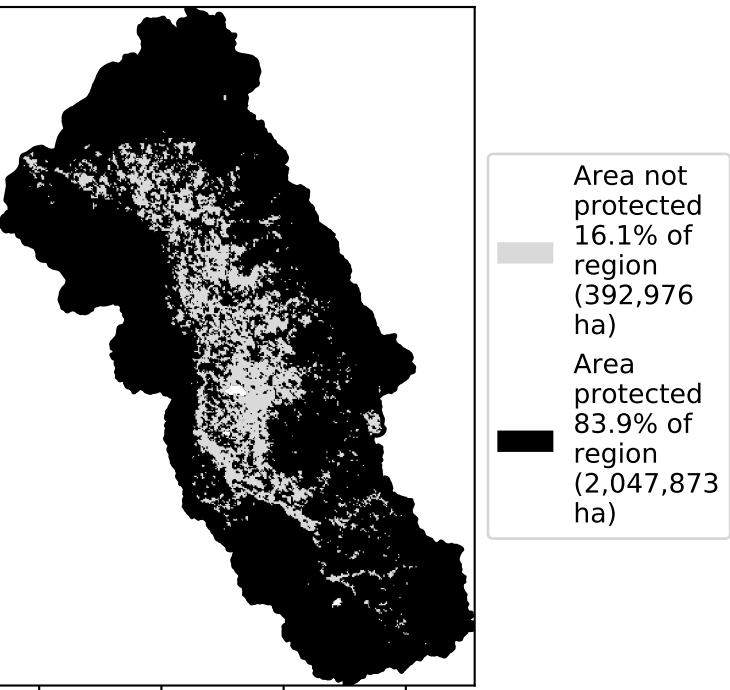 Area not
protected
16.1% of
region
(392,976
ha)
Area
protected
83.9% of
region
(2,047,873
ha)